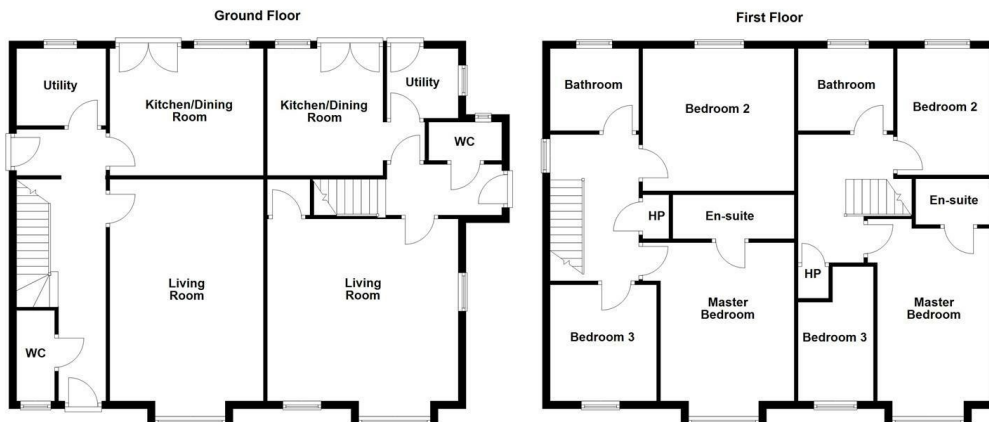 Ground Floor
Utility
Kitchen/Dining
Room
Kitchen/Dining
Room
Utility
WC
Living
Room
Living
Room
WC
First Floor
Bathroom
Bedroom 2
Bathroom
Bedroom 2
HP
En-suite
En-suite
HP
Master
Bedroom
Master
Bedroom
Bedroom 3
Bedroom 3